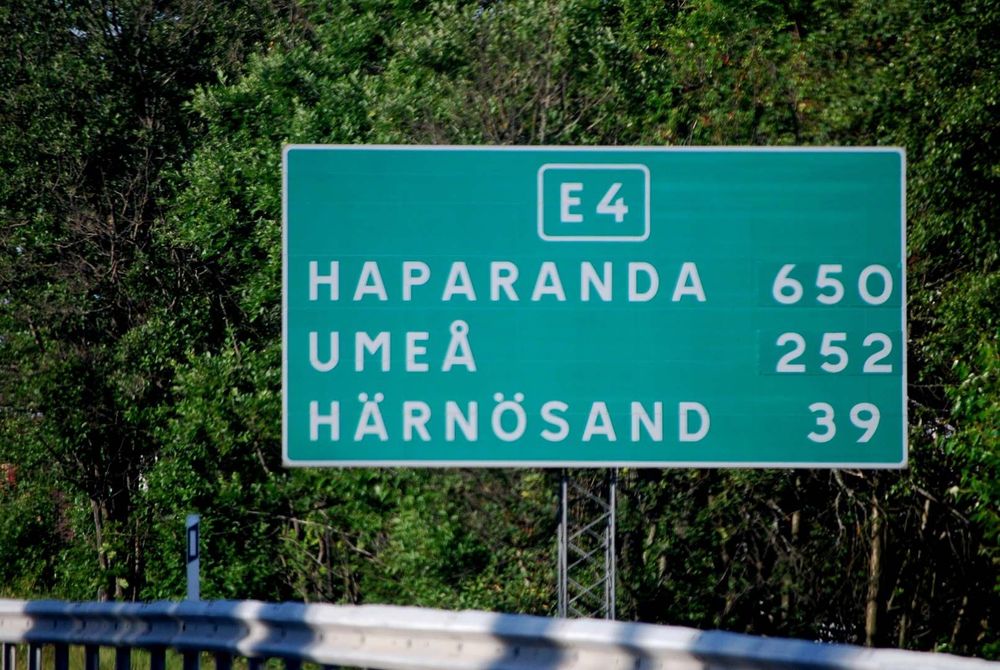 E4
HAPARANDA 650
UMEÅ 252
HÄRNÖSAND 39